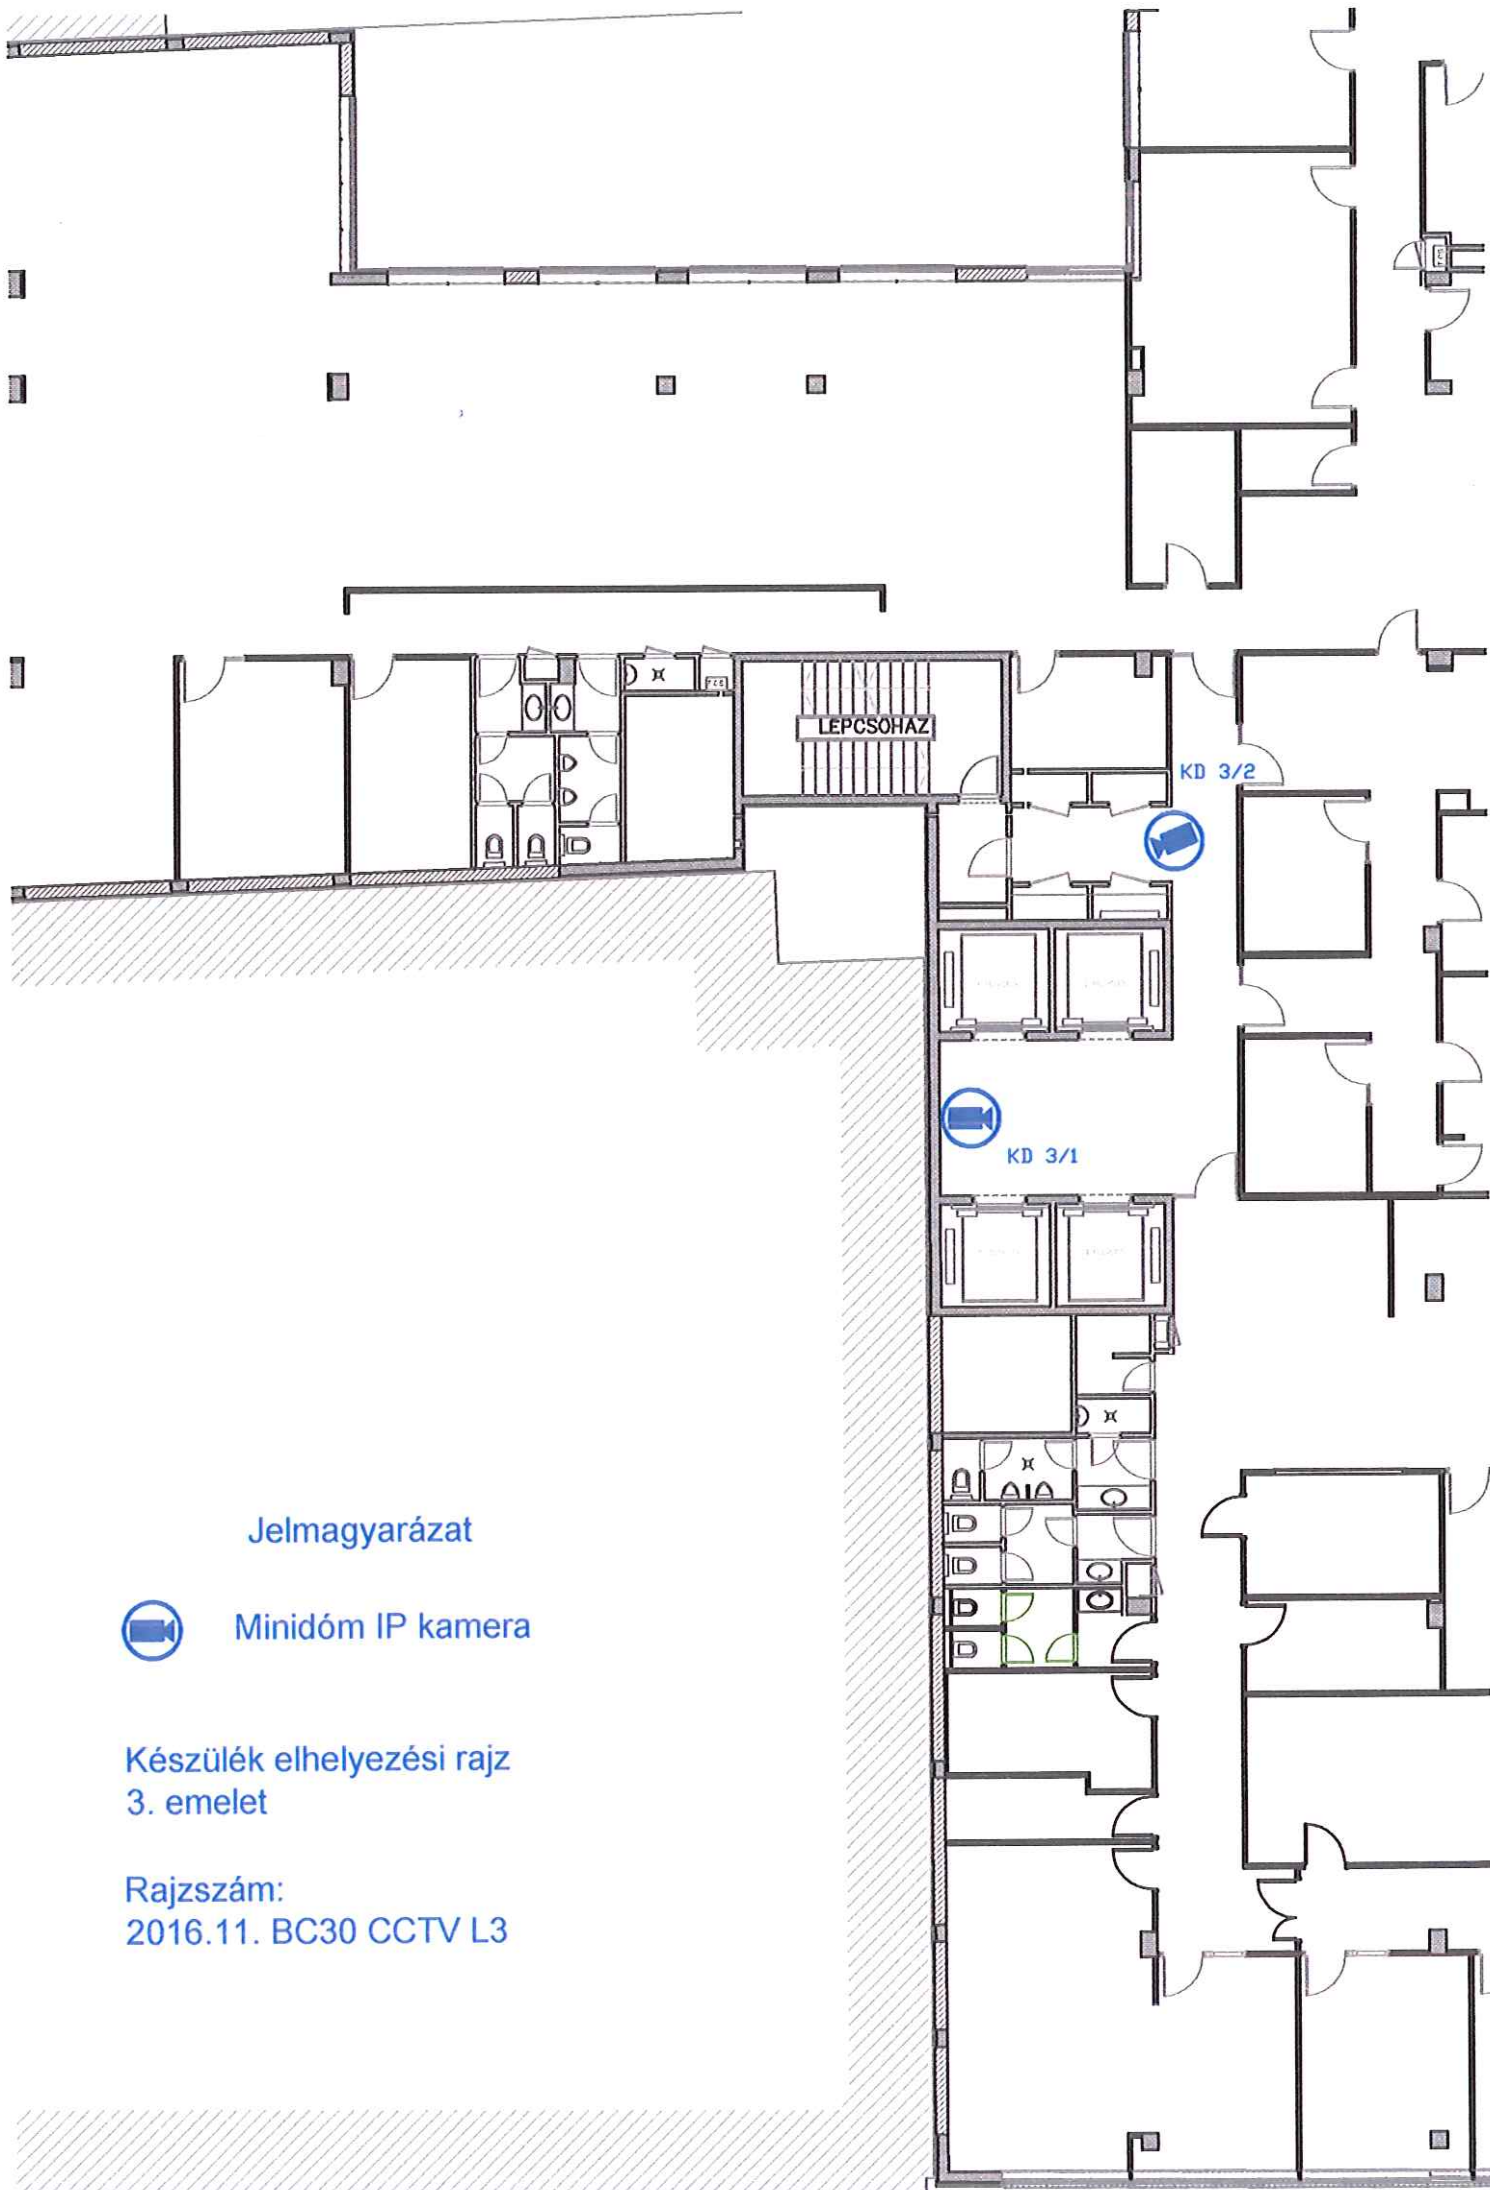 LÉPCSŐHÁZ
KD 3/2
KD 3/1
Jelmagyarázat
Minidóm IP kamera
Készülék elhelyezési rajz
3. emelet
Rajzszám:
2016.11. BC30 CCTV L3